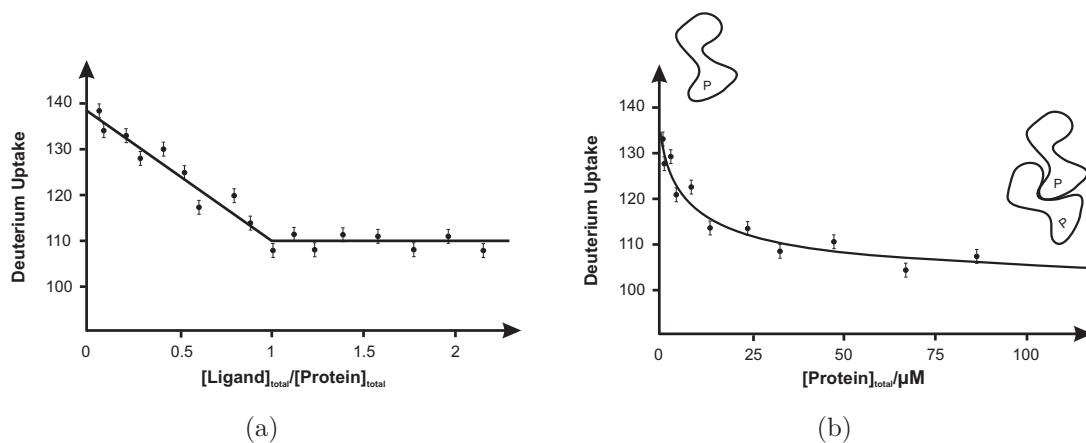 Deuterium Uptake
140
130
120
110
100
0
0.5
1
1.5
2
[Ligand]total/[Protein]total
(a)
P
Deuterium Uptake
140
130
120
110
100
P
P
0
25
50
75
100
[Protein]total/µM
(b)